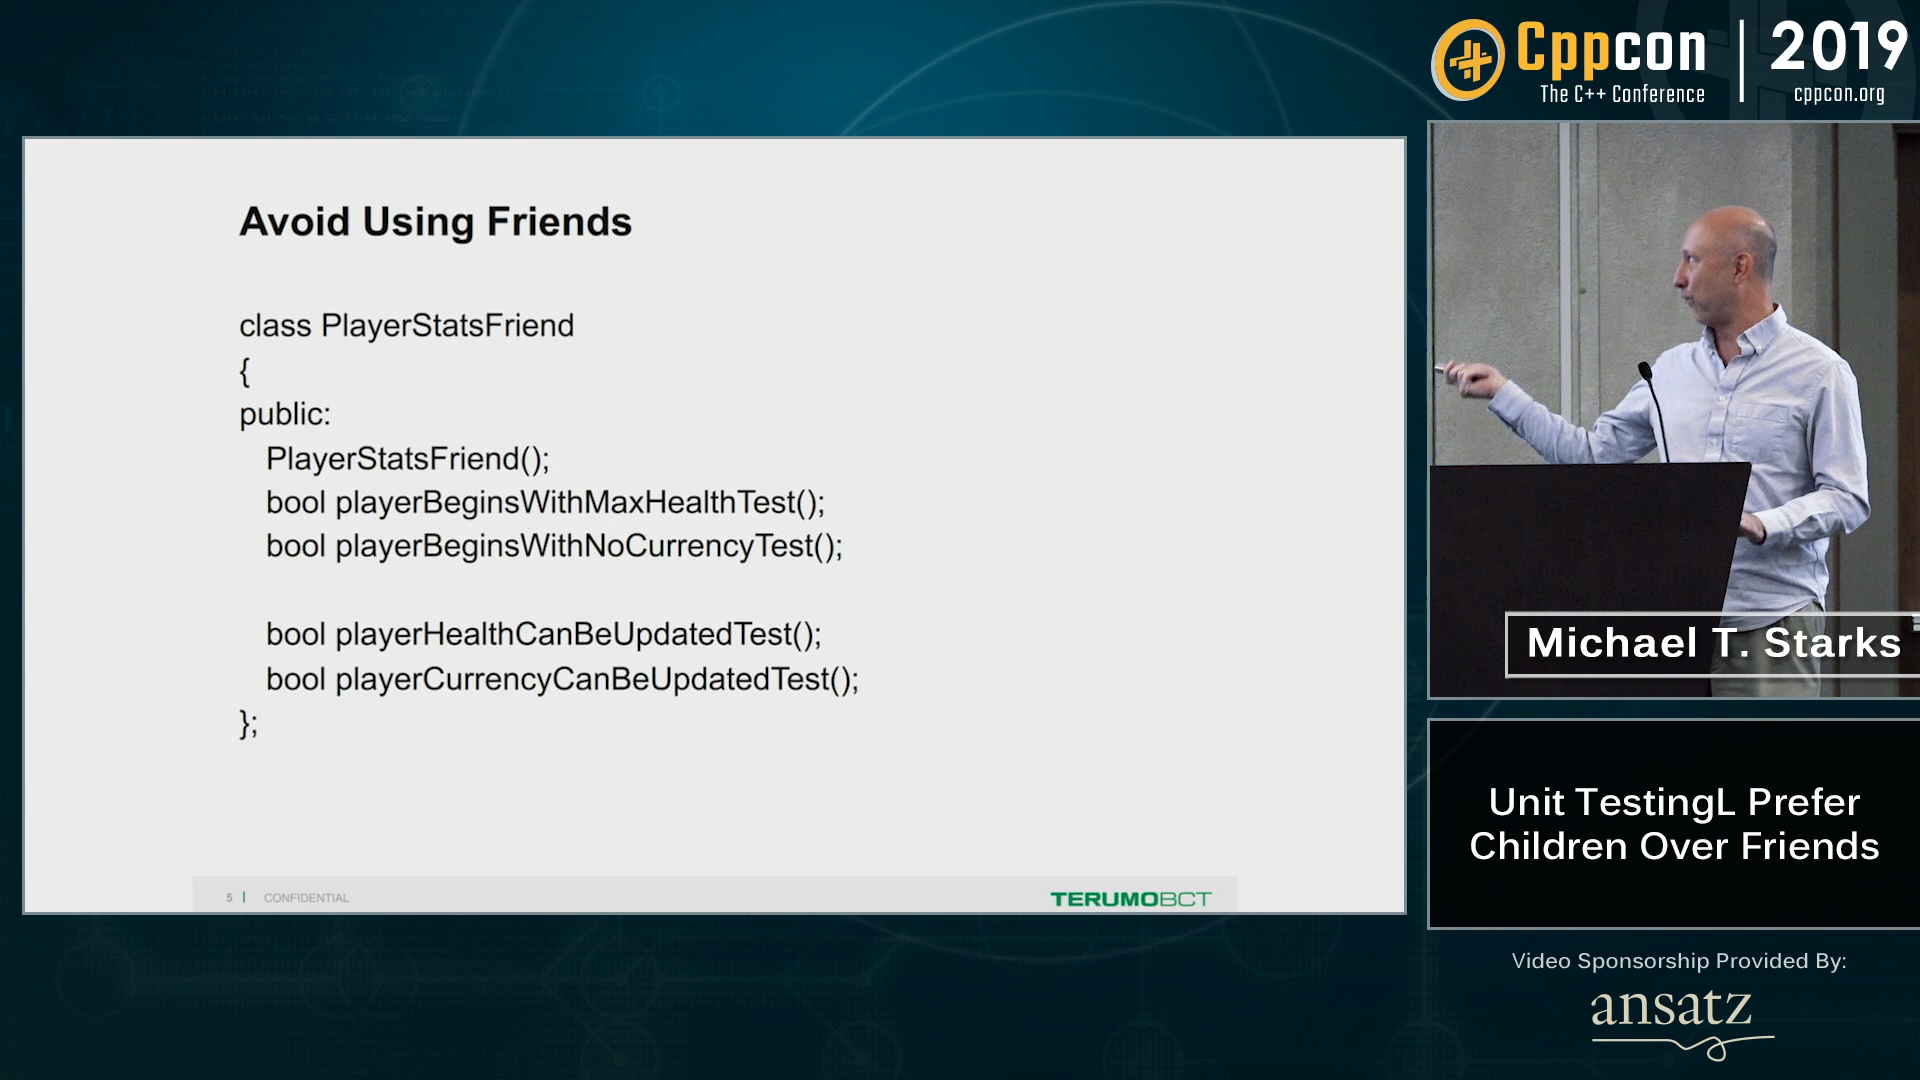 Cppcon
The C++ Conference
2019
cppcon.org
Avoid Using Friends
class PlayerStatsFriend
{
public:
PlayerStatsFriend();
bool playerBeginsWithMaxHealthTest();
bool playerBeginsWithNoCurrencyTest();
bool playerHealthCanBeUpdatedTest();
bool playerCurrencyCanBeUpdatedTest();
};
5 | CONFIDENTIAL
TERUMOBCT
Michael T. Starks
Unit TestingL Prefer
Children Over Friends
Video Sponsorship Provided By:
ansatz